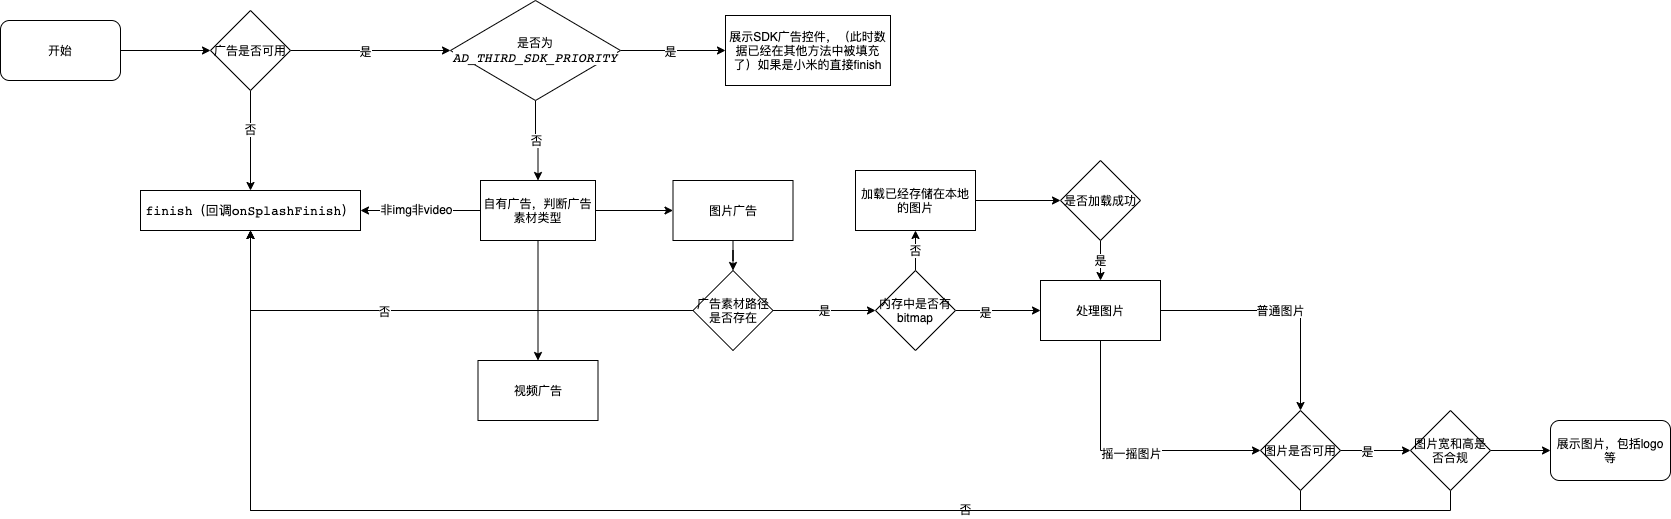 开始
广告是否可用
是
是否为
AD_THIRD_SDK_PRIORITY
是
展示SDK广告控件，（此时数
据已经在其他方法中被填充
了）如果是小米的直接finish
否
否
finish（回调onSplashFinish）
非img非video
自有广告，判断广告
素材类型
图片广告
加载已经存储在本地
的图片
是否加载成功
否
是
广告素材路径
是否存在
否
是
内存中是否有
bitmap
是
处理图片
普通图片
视频广告
摇一摇图片
图片是否可用
是
图片宽和高是
否合规
展示图片，包括logo
等
否